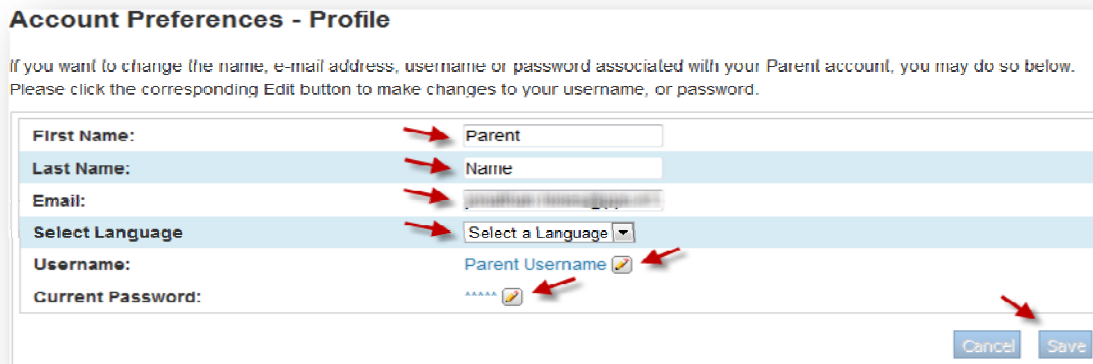 Account Preferences - Profile
If you want to change the name, e-mail address, username or password associated with your Parent account, you may do so below.
Please click the corresponding Edit button to make changes to your username, or password.
First Name: Parent
Last Name: Name
Email:
Select Language Select a Language
Username: Parent Username
Current Password: *****
Cancel Save